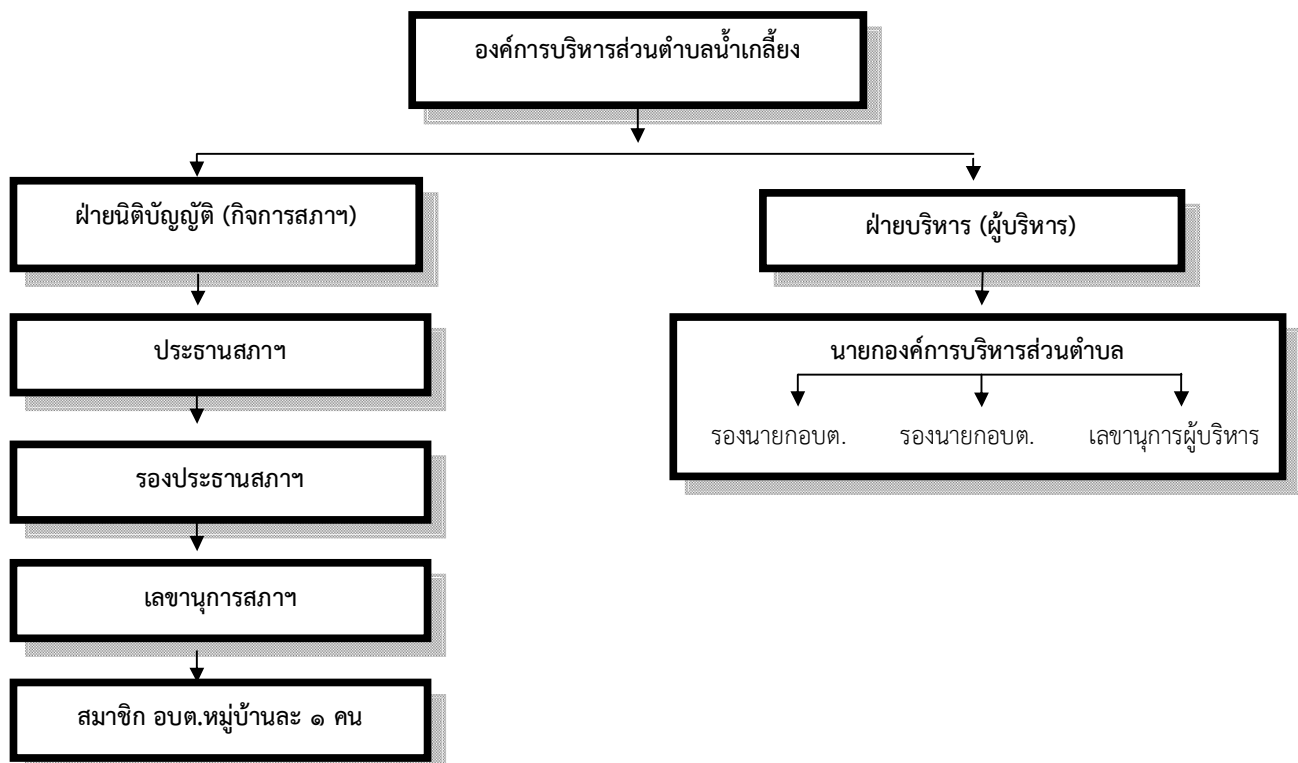 องค์การบริหารส่วนตำบลน้ำเกลี้ยง
ฝ่ายนิติบัญญัติ (กิจการสภาฯ)
ฝ่ายบริหาร (ผู้บริหาร)
ประธานสภาฯ
นายกองค์การบริหารส่วนตำบล
รองนายกอบต. รองนายกอบต. เลขานุการผู้บริหาร
รองประธานสภาฯ
เลขานุการสภาฯ
สมาชิก อบต.หมู่บ้านละ ๑ คน